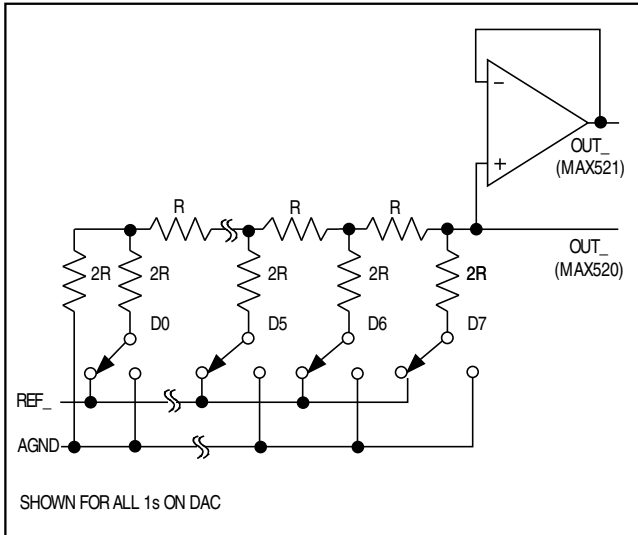 −
+
OUT_
(MAX521)
R
R
R
OUT_
(MAX520)
2R
2R
2R
2R
2R
D0
D5
D6
D7
REF_
AGND
SHOWN FOR ALL 1s ON DAC